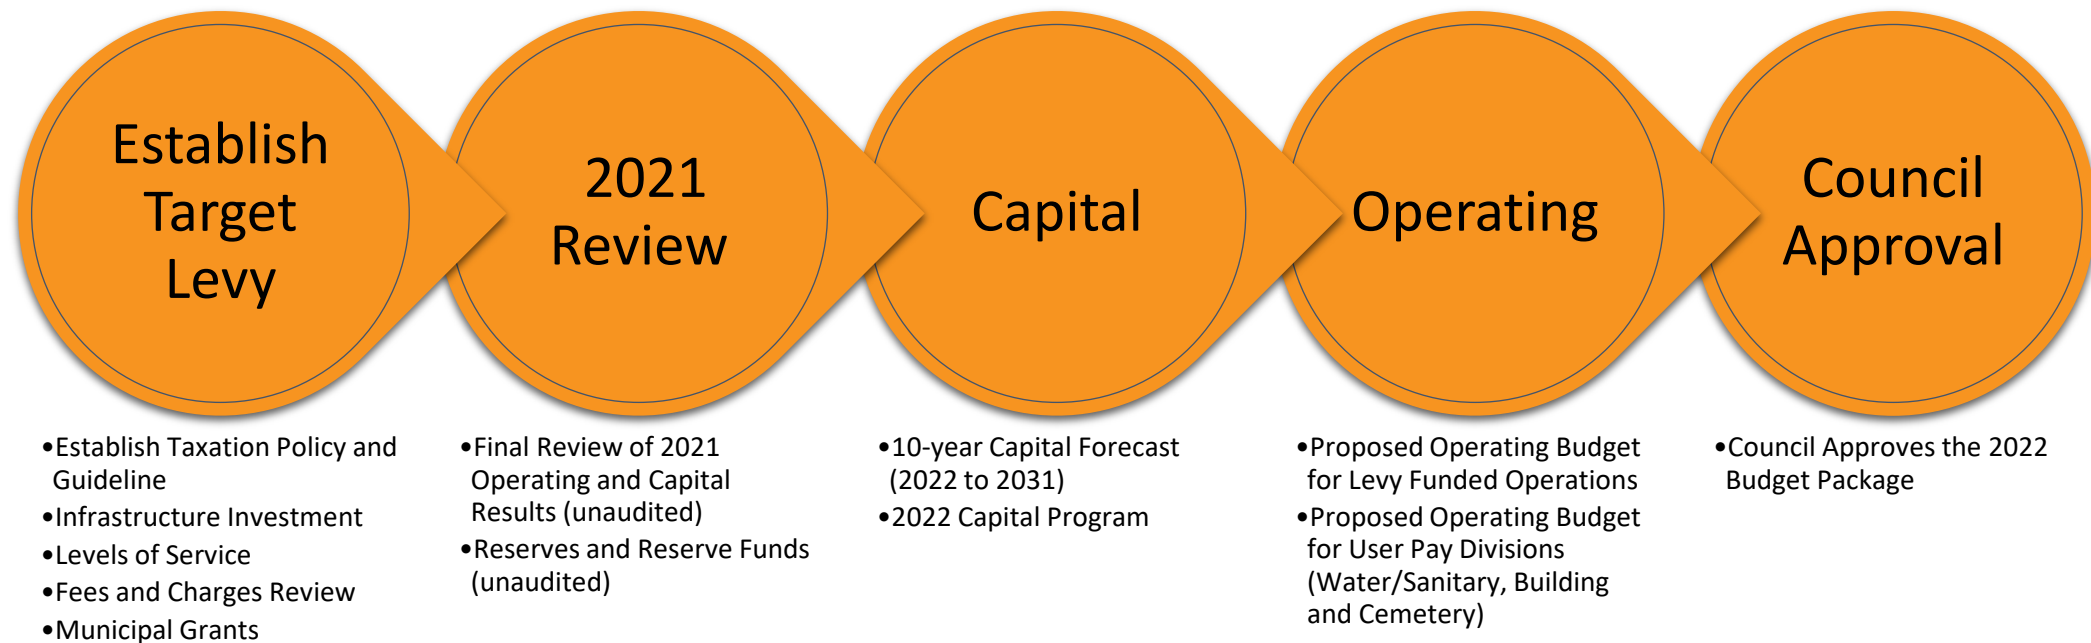 Establish
Target
Levy
•Establish Taxation Policy and
Guideline
•Infrastructure Investment
•Levels of Service
•Fees and Charges Review
•Municipal Grants
2021
Review
•Final Review of 2021
Operating and Capital
Results (unaudited)
•Reserves and Reserve Funds
(unaudited)
Capital
•10-year Capital Forecast
(2022 to 2031)
•2022 Capital Program
Operating
•Proposed Operating Budget
for Levy Funded Operations
•Proposed Operating Budget
for User Pay Divisions
(Water/Sanitary, Building
and Cemetery)
Council
Approval
•Council Approves the 2022
Budget Package